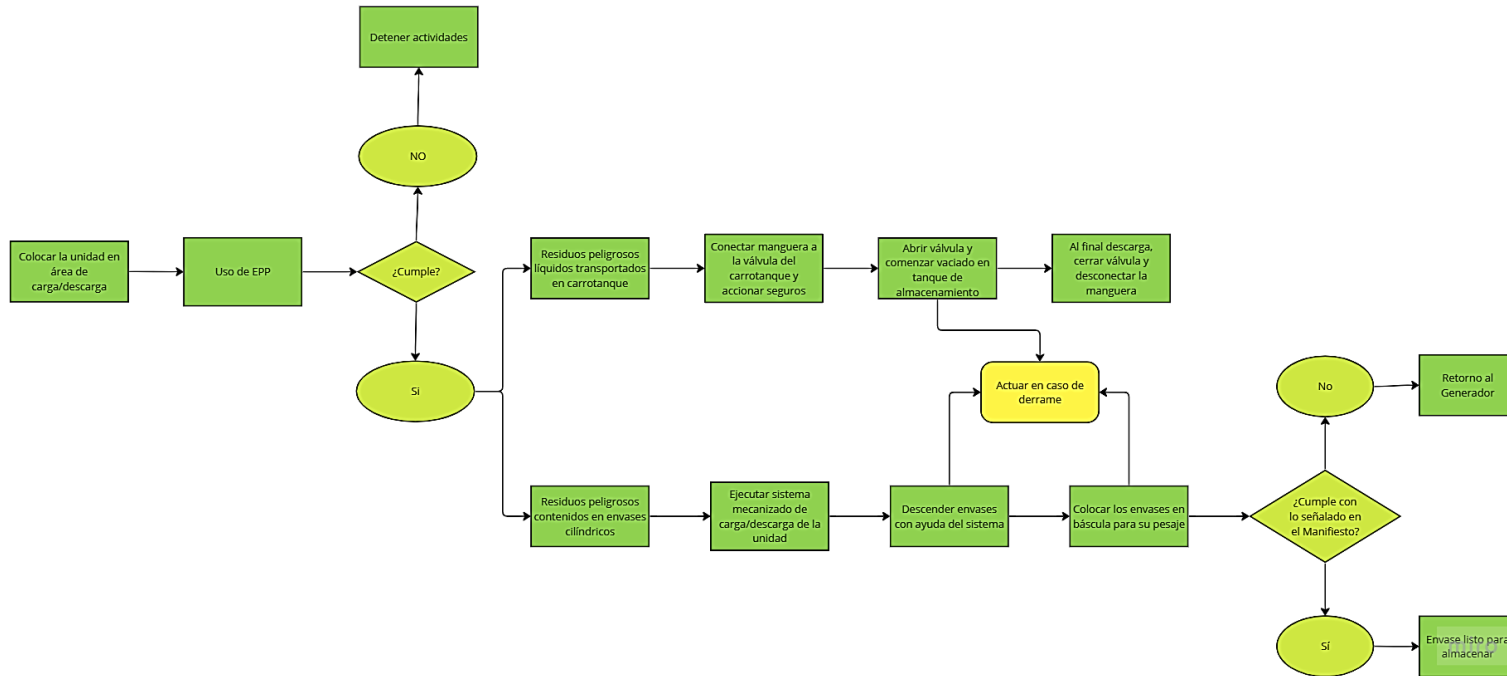 Detener actividades
NO
Colocar la unidad en
área de
carga/descarga
Uso de EPP
¿Cumple?
Si
Residuos peligrosos
líquidos transportados
en carrotanque
Conectar manguera a
la válvula del
carrotanque y
accionar seguros
Abrir válvula y
comenzar vaciado en
tanque de
almacenamiento
Al final descarga,
cerrar válvula y
desconectar la
manguera
Actuar en caso de
derrame
Residuos peligrosos
contenidos en envases
cilíndricos
Ejecutar sistema
mecanizado de
carga/descarga de la
unidad
Descender envases
con ayuda del sistema
Colocar los envases en
báscula para su pesaje
¿Cumple con
lo señalado en
el Manifiesto?
No
Retorno al
Generador
Sí
Envase listo para
almacenar
miro